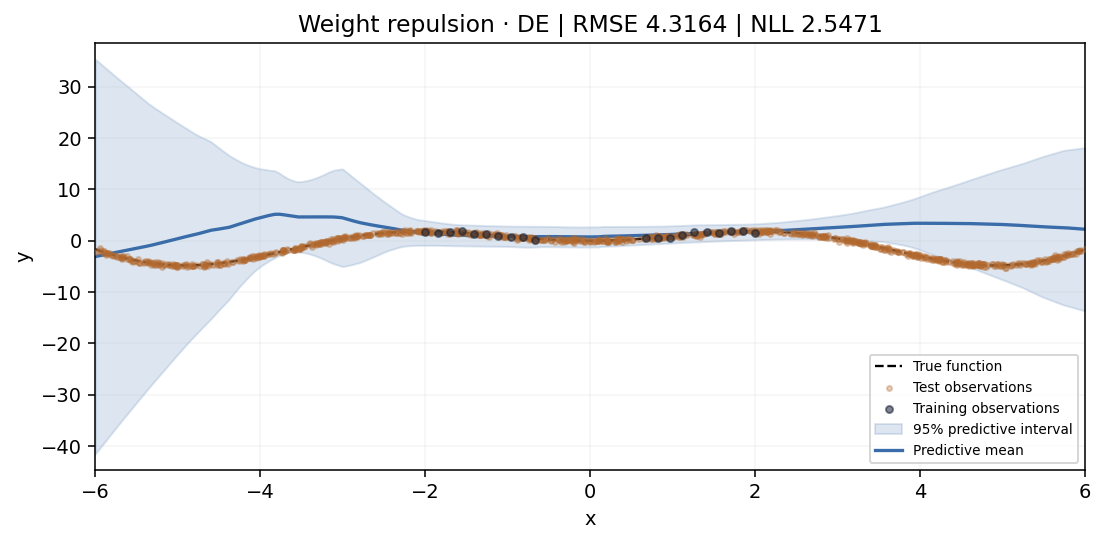 Weight repulsion · DE | RMSE 4.3164 | NLL 2.5471
30
20
10
0
−10
−20
−30
−40
y
−6
−4
−2
0
2
4
6
x
True function
Test observations
Training observations
95% predictive interval
Predictive mean